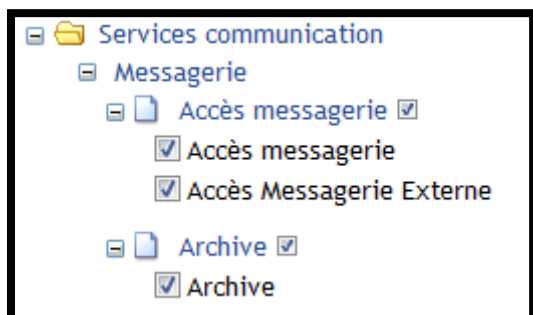 Services communication
Messagerie
Accès messagerie
Accès messagerie
Accès Messagerie Externe
Archive
Archive